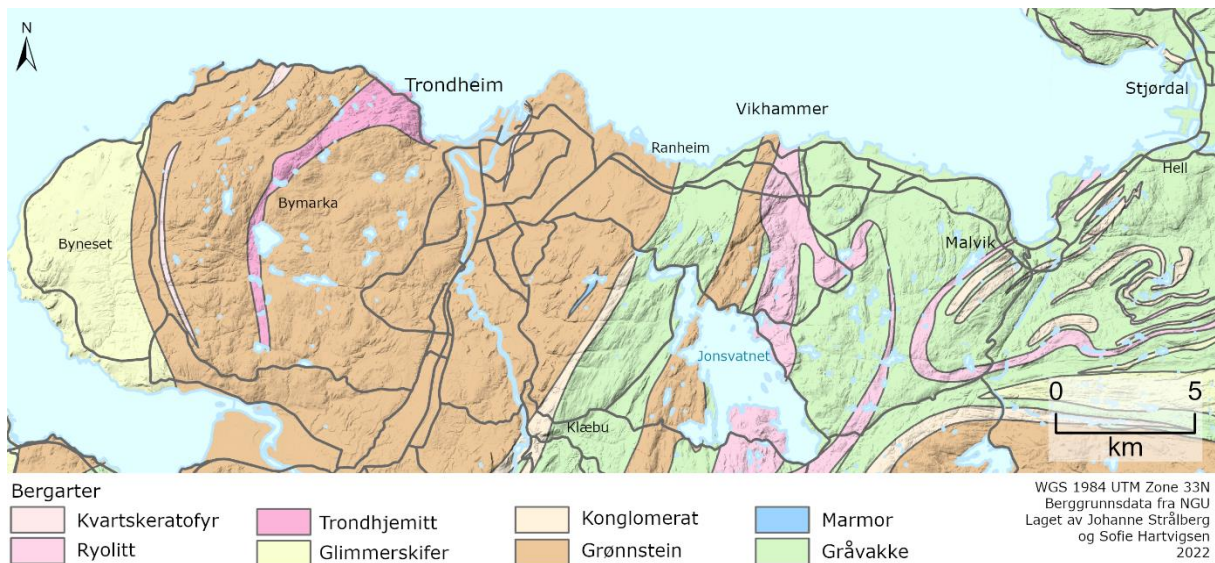 N
Trondheim
Stjørdal
Vikhammer
Ranheim
Hell
Bymarka
Byneset
Malvik
Jonsvatnet
Klæbu
0 5
km
Bergarter
Kvartskeratofyr
Trondhjemitt
Konglomerat
Marmor
Ryolitt
Glimmerskifer
Grønnstein
Gråvakke
WGS 1984 UTM Zone 33N
Berggrunnsdata fra NGU
Laget av Johanne Strålberg
og Sofie Hartvigsen
2022